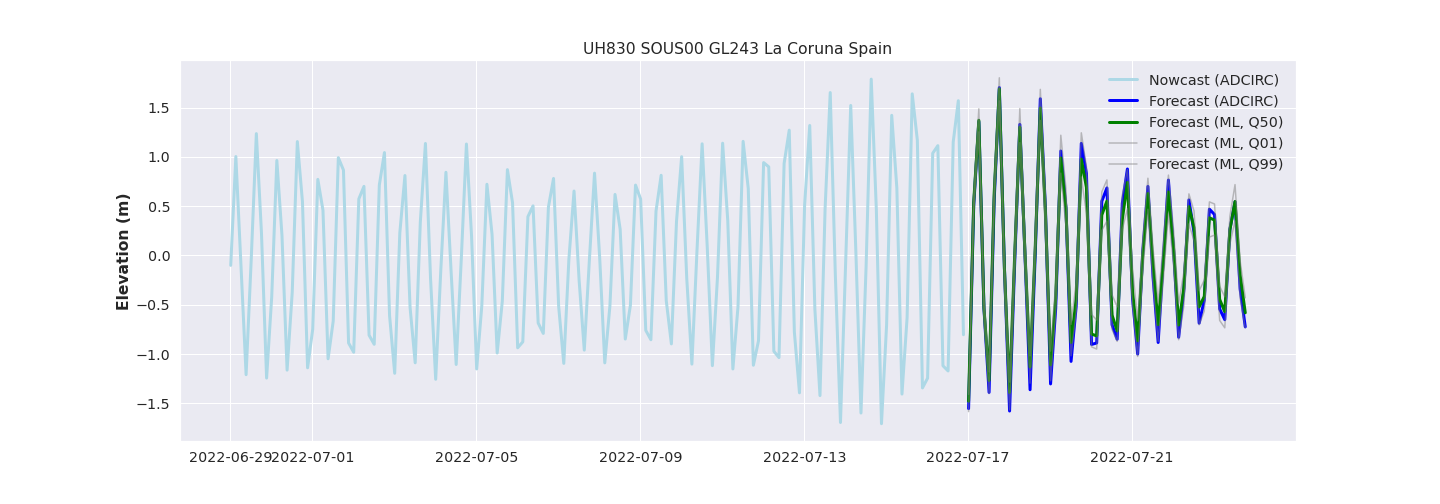 UH830 SOUS00 GL243 La Coruna Spain
Nowcast (ADCIRC)
Forecast (ADCIRC)
Forecast (ML, Q50)
Forecast (ML, Q01)
Forecast (ML, Q99)
Elevation (m)
1.5
1.0
0.5
0.0
−0.5
−1.0
−1.5
2022-06-29 2022-07-01 2022-07-05 2022-07-09 2022-07-13 2022-07-17 2022-07-21